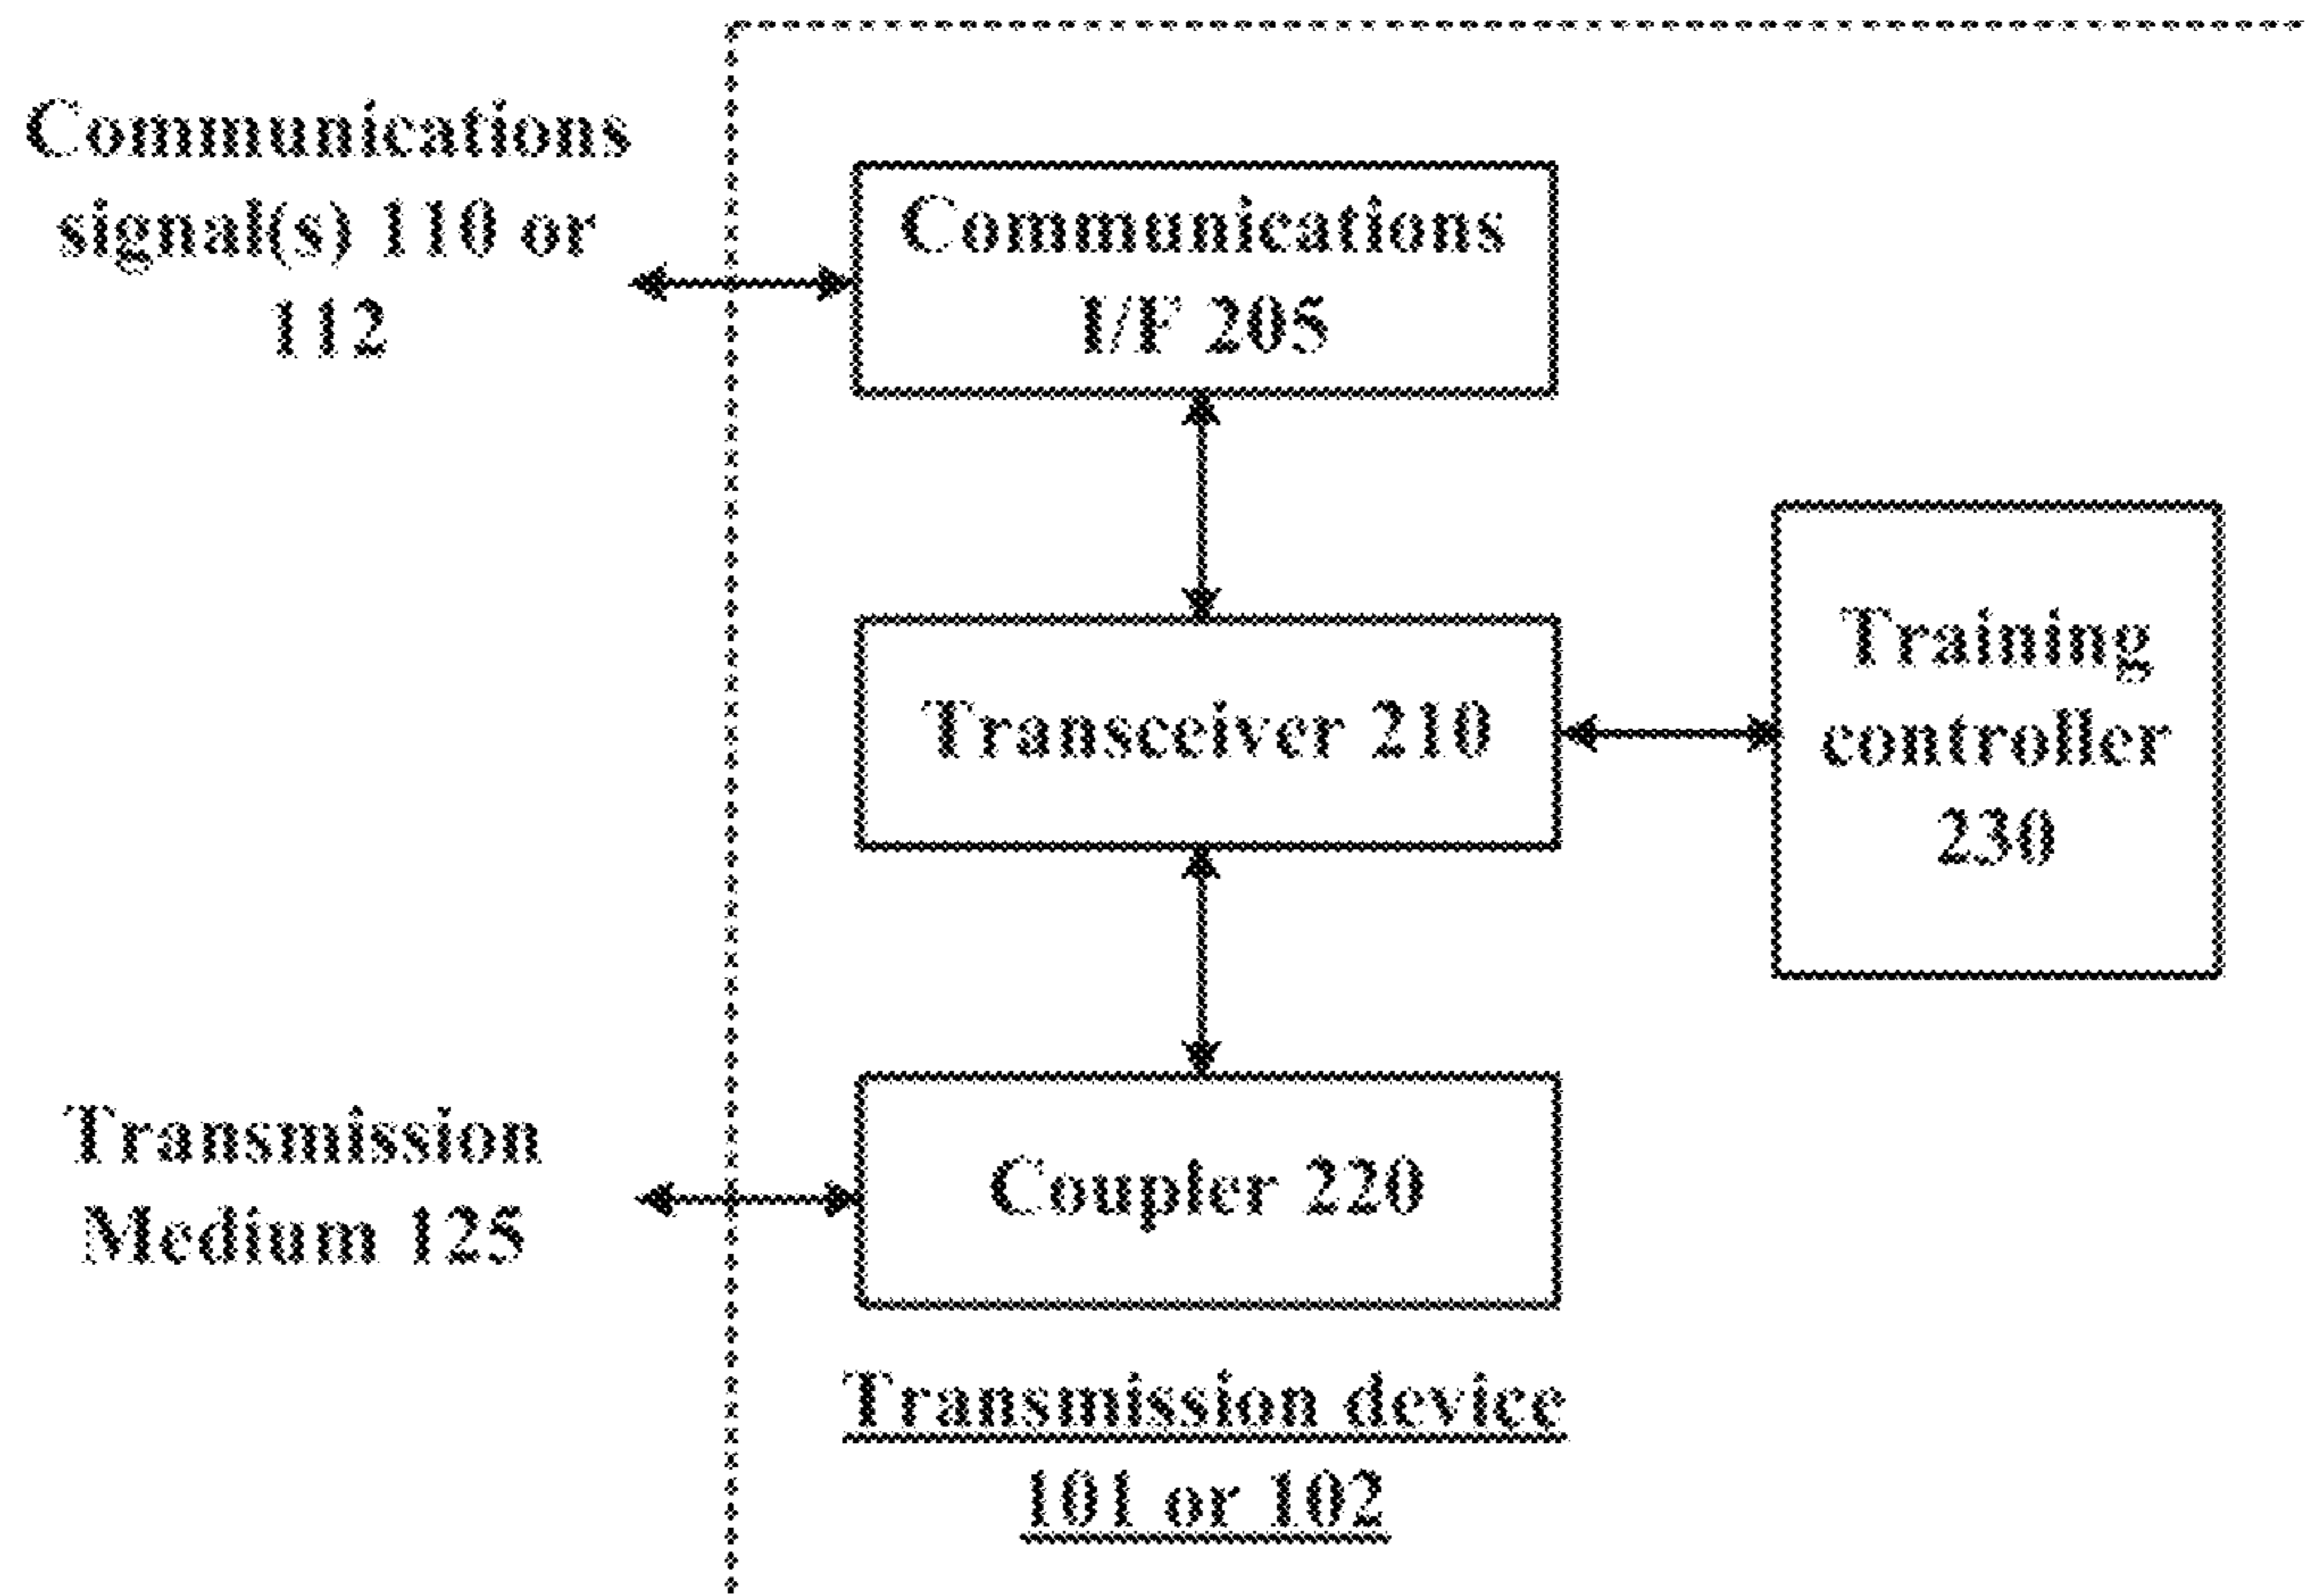 Communications
signal(s) 110 or
112
Communications
I/F 205
Transceiver 210
Training
controller
230
Transmission
Medium 125
Coupler 220
Transmission device
101 or 102